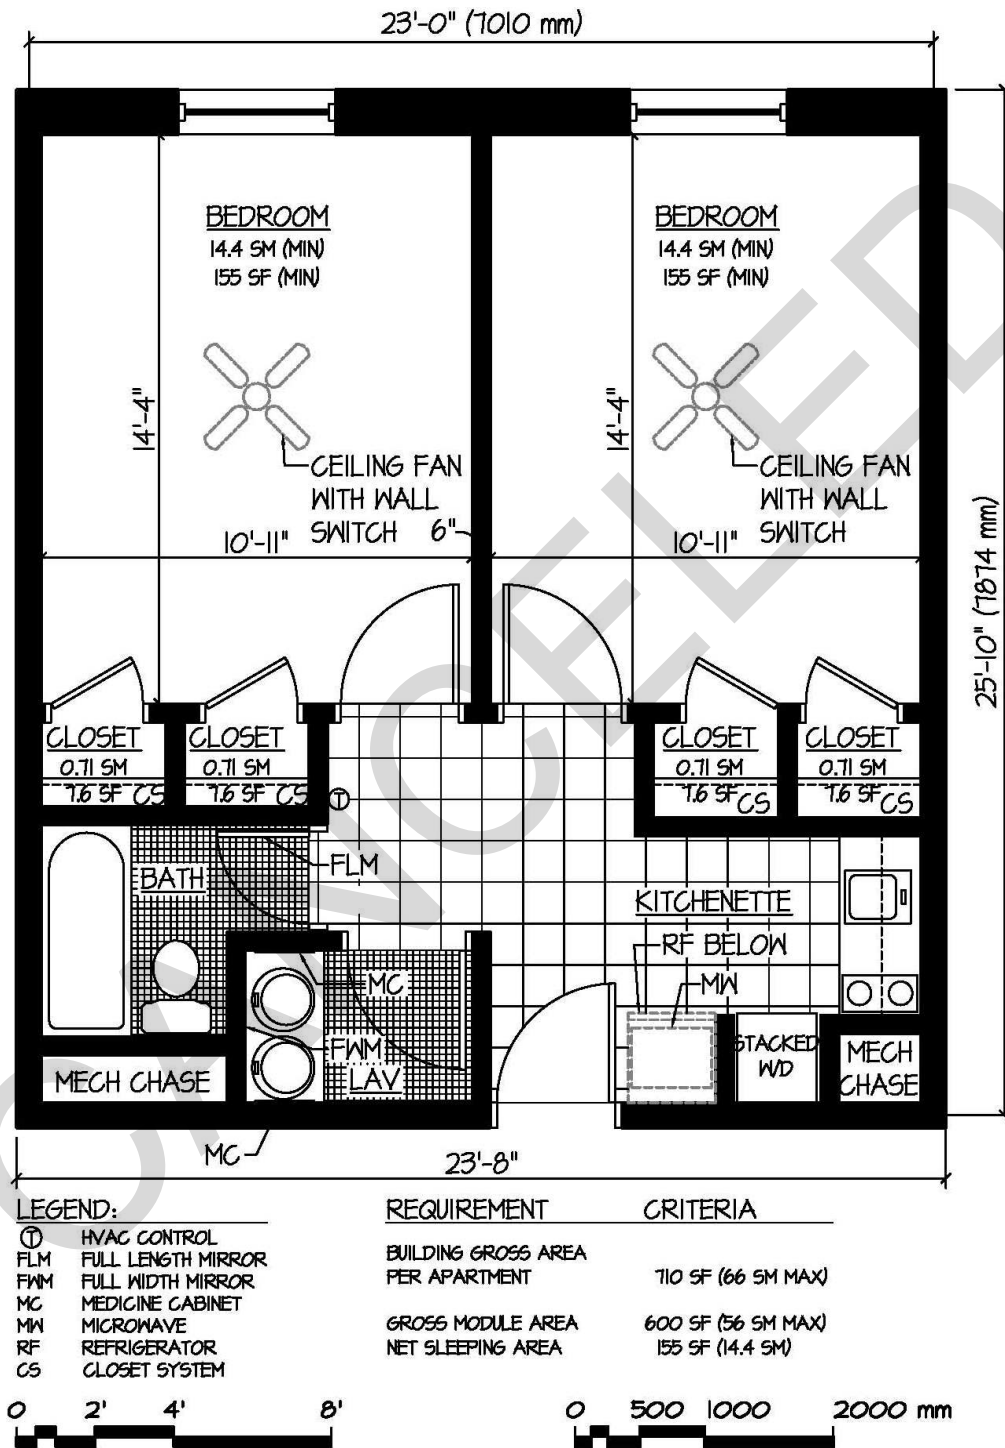 23'-0" (7010 mm)
BEDROOM
14.4 SM (MIN)
155 SF (MIN)
BEDROOM
14.4 SM (MIN)
155 SF (MIN)
14'-4"
14'-4"
CEILING FAN
WITH WALL
SWITCH
6"
CEILING FAN
WITH WALL
SWITCH
10'-11"
10'-11"
25'-10" (7874 mm)
CLOSET
0.71 SM
7.6 SF CS
CLOSET
0.71 SM
7.6 SF CS
CLOSET
0.71 SM
7.6 SF CS
CLOSET
0.71 SM
7.6 SF CS
T
FLM
BATH
KITCHENETTE
RF BELOW
MC
MW
FWM
LAV
STACKED
W/D
MECH
CHASE
MECH CHASE
MC
23'-8"
CANCELED
LEGEND:
T HVAC CONTROL
FLM FULL LENGTH MIRROR
FWM FULL WIDTH MIRROR
MC MEDICINE CABINET
MW MICROWAVE
RF REFRIGERATOR
CS CLOSET SYSTEM
REQUIREMENT CRITERIA
BUILDING GROSS AREA
PER APARTMENT 710 SF (66 SM MAX)
GROSS MODULE AREA 600 SF (56 SM MAX)
NET SLEEPING AREA 155 SF (14.4 SM)
0 2' 4' 8'
0 500 1000 2000 mm